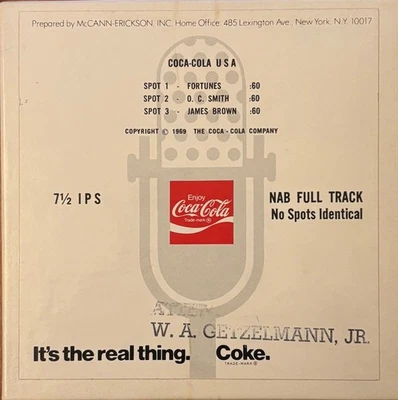 Prepared by McCANN-ERICKSON, INC. Home Office: 485 Lexington Ave., New York, N.Y. 10017
COCA-COLA USA
SPOT 1 - FORTUNES :60
SPOT 2 - O. C. SMITH :60
SPOT 3 - JAMES BROWN :60
COPYRIGHT © 1969 THE COCA-COLA COMPANY
7½ IPS
NAB FULL TRACK
No Spots Identical
Enjoy
Coca-Cola
Trade-mark ®
W. A. GETZELMANN, JR.
It's the real thing. Coke.
TRADE-MARK ®